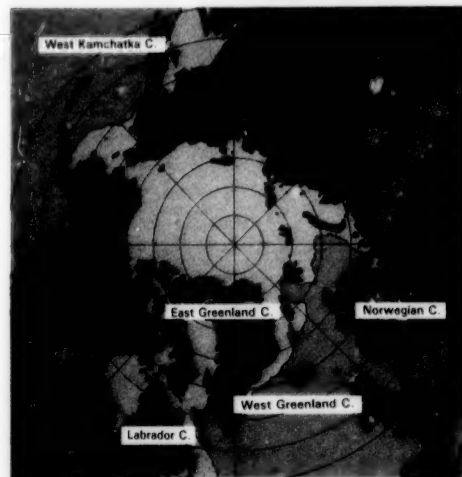 West Kamchatka C.
East Greenland C.
Norwegian C.
West Greenland C.
Labrador C.